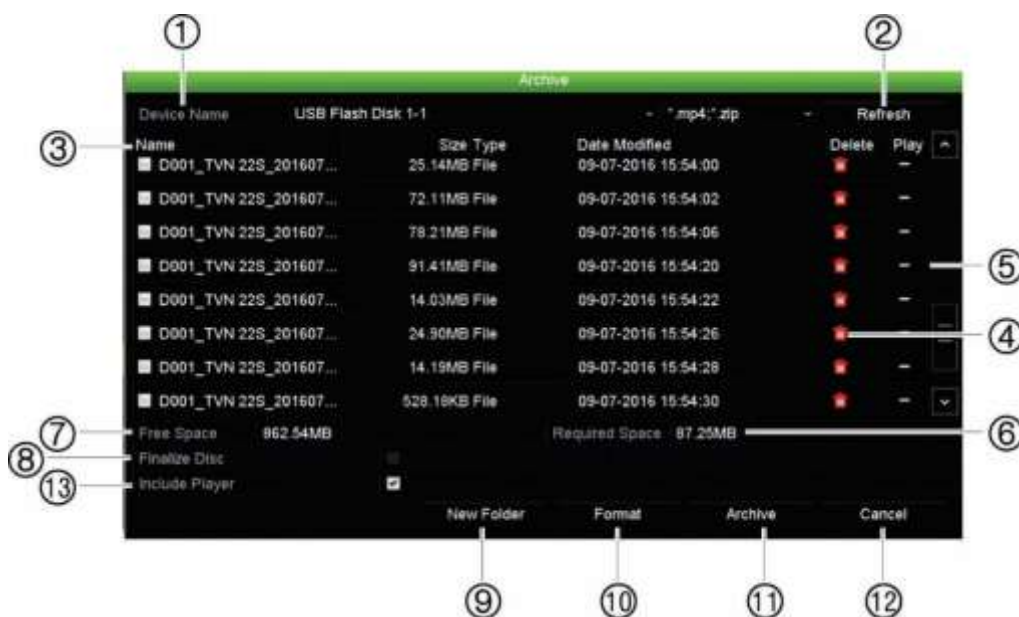 ① ②
Archive
Device Name USB Flash Disk 1-1 *.mp4;*.zip Refresh
③ Name Size Type Date Modified Delete Play
D001_TVN 22S_201607... 25.14MB File 09-07-2016 15:54:00
D001_TVN 22S_201607... 72.11MB File 09-07-2016 15:54:02
D001_TVN 22S_201607... 78.21MB File 09-07-2016 15:54:06
D001_TVN 22S_201607... 91.41MB File 09-07-2016 15:54:20 ⑤
D001_TVN 22S_201607... 14.03MB File 09-07-2016 15:54:22
D001_TVN 22S_201607... 24.90MB File 09-07-2016 15:54:26 ④
D001_TVN 22S_201607... 14.19MB File 09-07-2016 15:54:28
D001_TVN 22S_201607... 528.18KB File 09-07-2016 15:54:30
⑦ Free Space 862.54MB Required Space 87.25MB ⑥
⑧ Finalize Disc
⑬ Include Player
New Folder Format Archive Cancel
⑨ ⑩ ⑪ ⑫